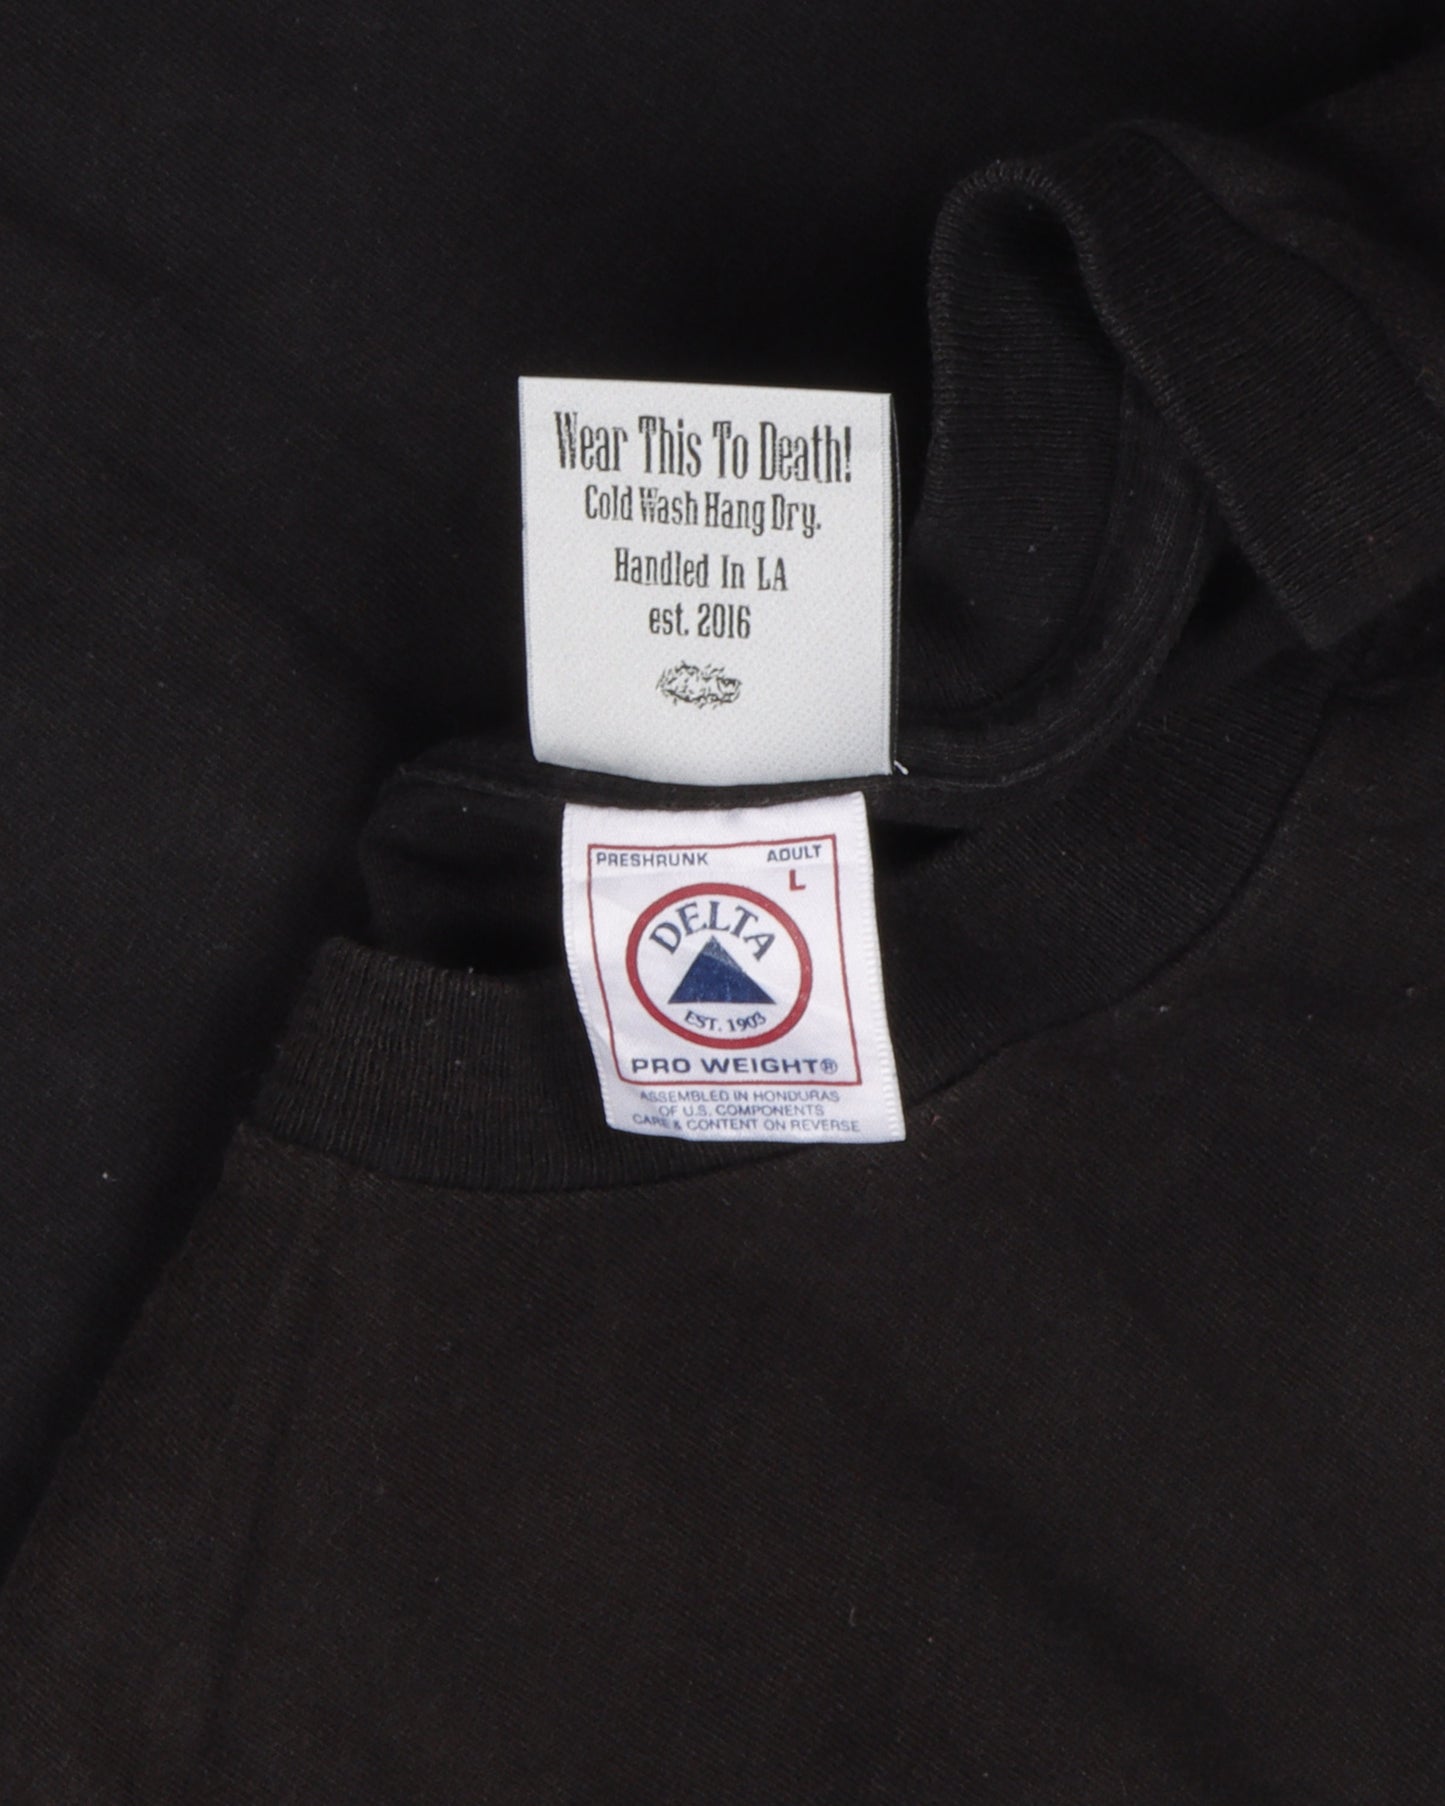 Wear This To Death!
Cold Wash Hang Dry.
Handled In LA
est. 2016
PRESHRUNK ADULT
L
DELTA
EST. 1903
PRO WEIGHT®
ASSEMBLED IN HONDURAS
OF U.S. COMPONENTS
CARE & CONTENT ON REVERSE